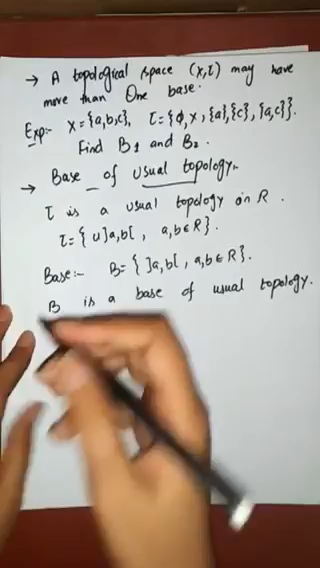 → A topological space (X,τ) may have
more than One base.
Exp:- X={a,b,c}, τ={ϕ,X,{a},{c},{a,c}}.
Find B₁ and B₂
→ Base of usual topology:-
τ is a usual topology on R.
τ={∪]a,b[, a,b∈R}.
Base:- B={]a,b[, a,b∈R}.
B is a base of usual topology.